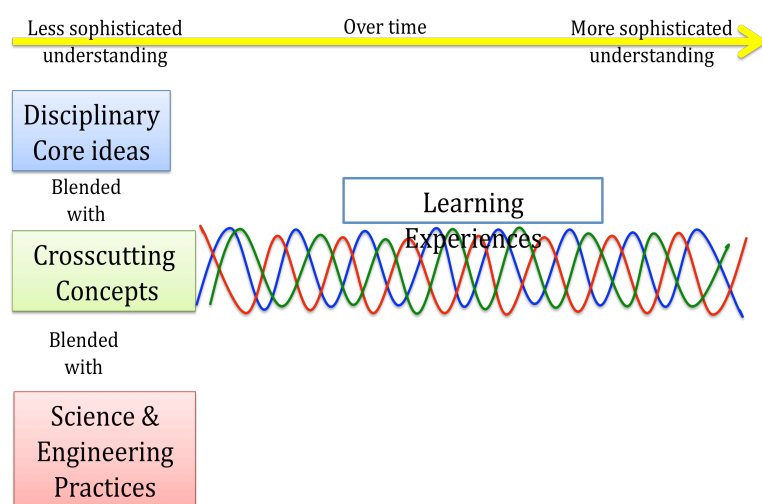 Less sophisticated
understanding
Over time
More sophisticated
understanding
Disciplinary
Core ideas
Blended
with
Learning
Experiences
Crosscutting
Concepts
Blended
with
Science &
Engineering
Practices